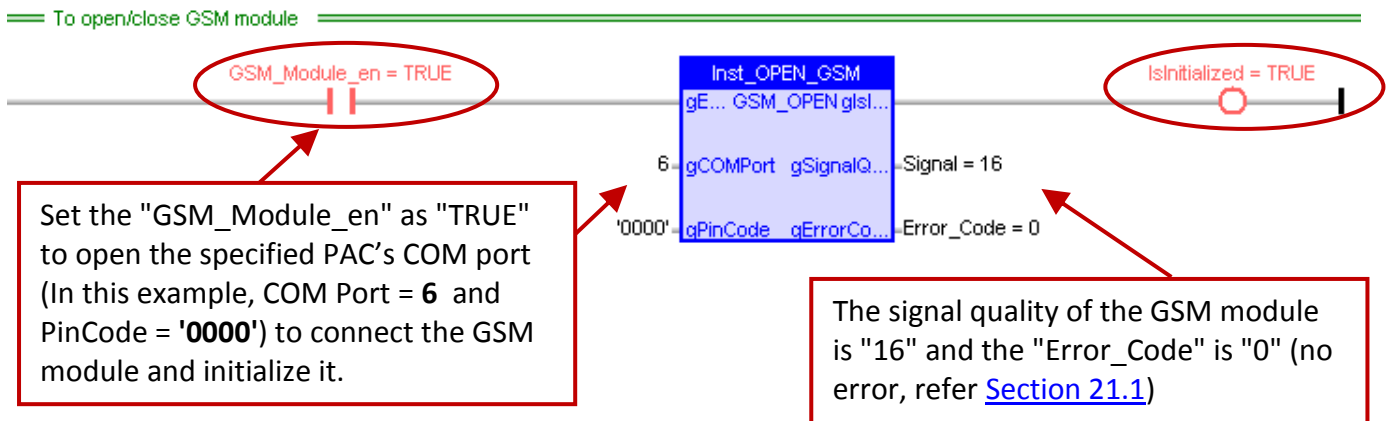 To open/close GSM module
GSM_Module_en = TRUE
Inst_OPEN_GSM
IsInitialized = TRUE
gE... GSM_OPEN gIsI...
6 gCOMPort gSignalQ... Signal = 16
'0000' gPinCode gErrorCo... Error_Code = 0
Set the "GSM_Module_en" as "TRUE"
to open the specified PAC’s COM port
(In this example, COM Port = 6 and
PinCode = '0000') to connect the GSM
module and initialize it.
The signal quality of the GSM module
is "16" and the "Error_Code" is "0" (no
error, refer Section 21.1)